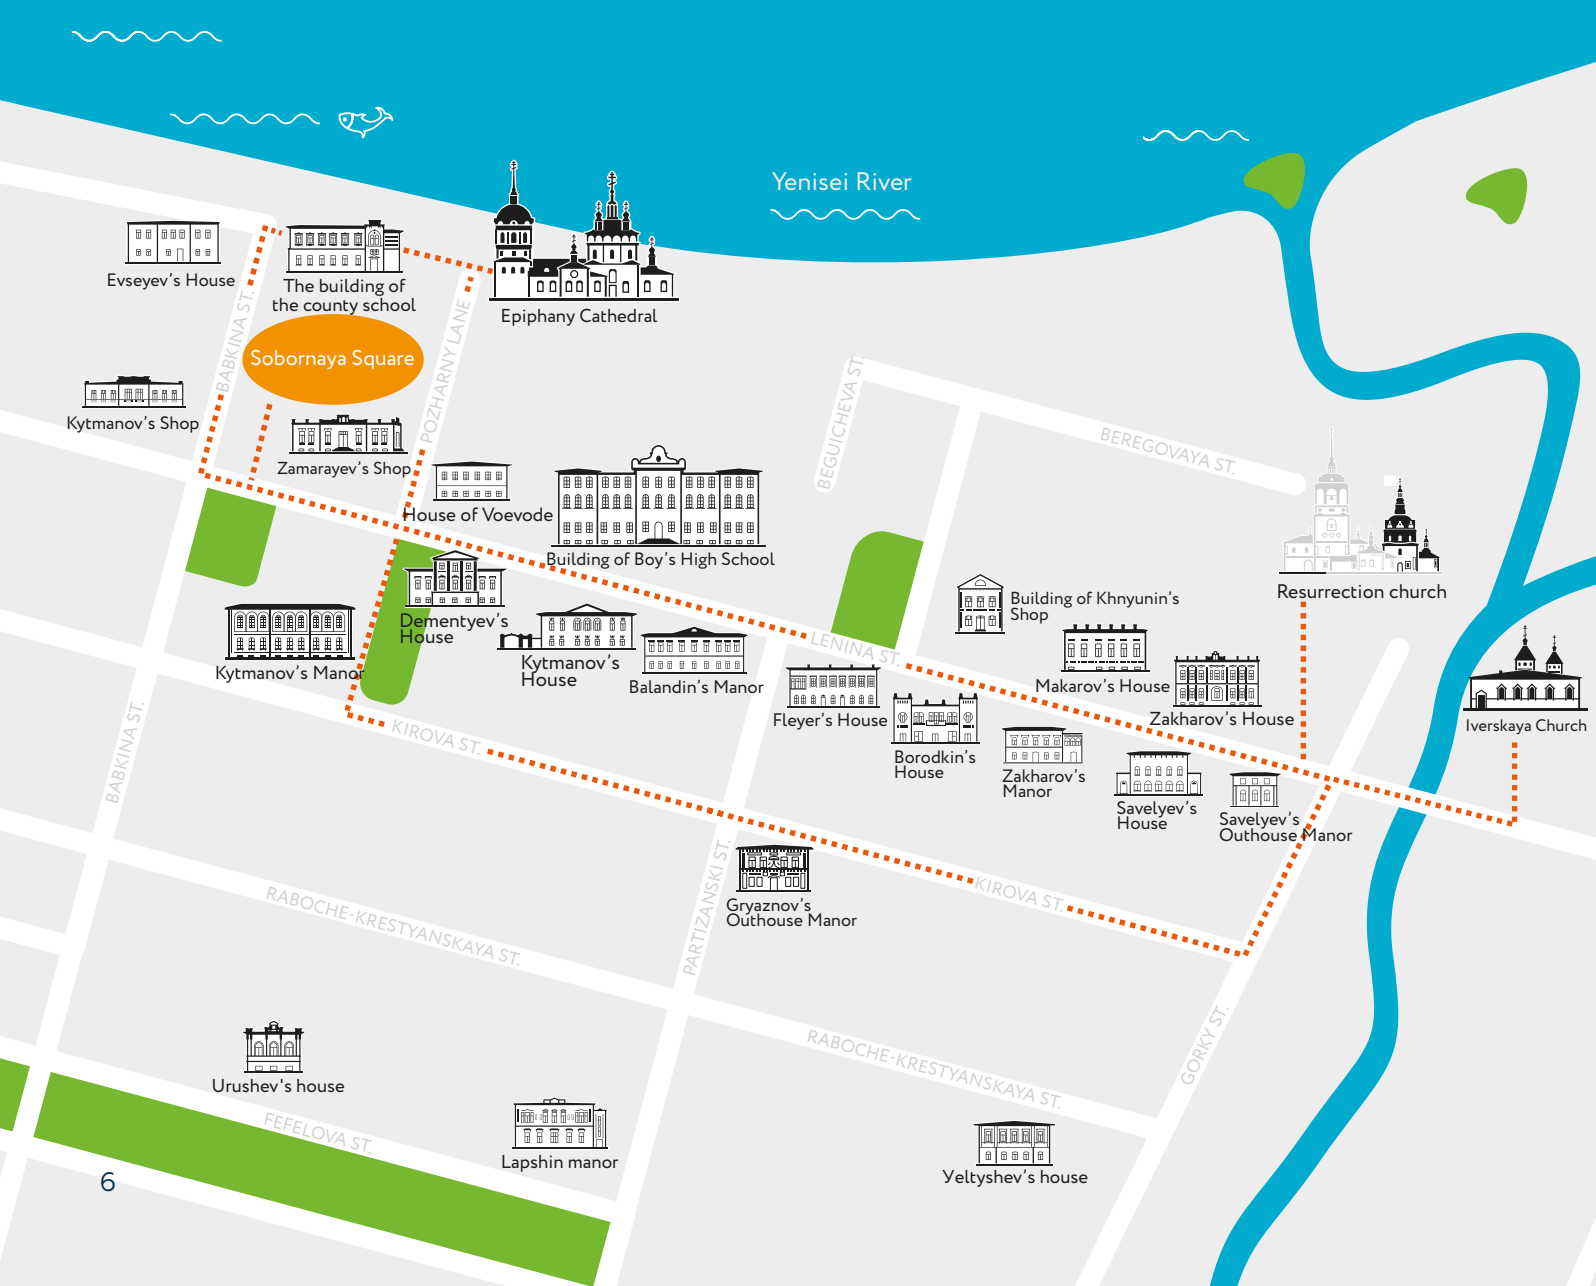 Yenisei River
Evseyev's House
The building of
the county school
Epiphany Cathedral
BABKINA ST.
Sobornaya Square
POZHARNY LANE
Kytmanov's Shop
Zamarayev's Shop
House of Voevode
Building of Boy's High School
BEGUICHEVA ST.
BEREGOVAYA ST.
Resurrection church
Building of Khnyunin's
Shop
Dementyev's
House
Kytmanov's Manor
Kytmanov's
House
Balandin's Manor
LENINA ST.
Makarov's House
Zakharov's House
Iverskaya Church
Fleyer's House
Borodkin's
House
Zakharov's
Manor
Savelyev's
House
Savelyev's
Outhouse Manor
KIROVA ST.
BABKINA ST.
PARTIZANSKI ST.
Gryaznov's
Outhouse Manor
KIROVA ST.
RABOCHE-KRESTYANSKAYA ST.
RABOCHE-KRESTYANSKAYA ST.
GORKY ST.
Urushev's house
FEFELOVA ST.
Lapshin manor
Yeltyshev's house
6